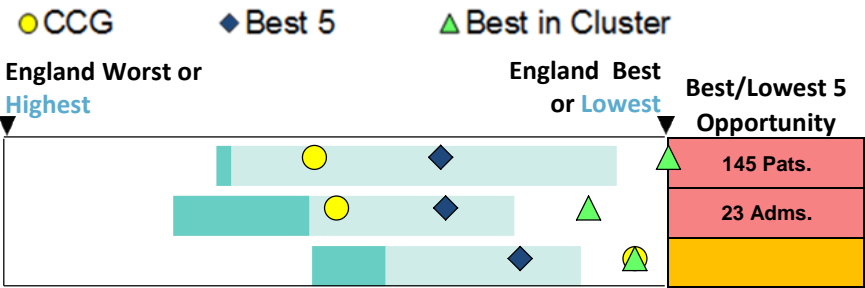 CCG Best 5 Best in Cluster
England Worst or
Highest
England Best
or Lowest
Best/Lowest 5
Opportunity
145 Pats.
23 Adms.